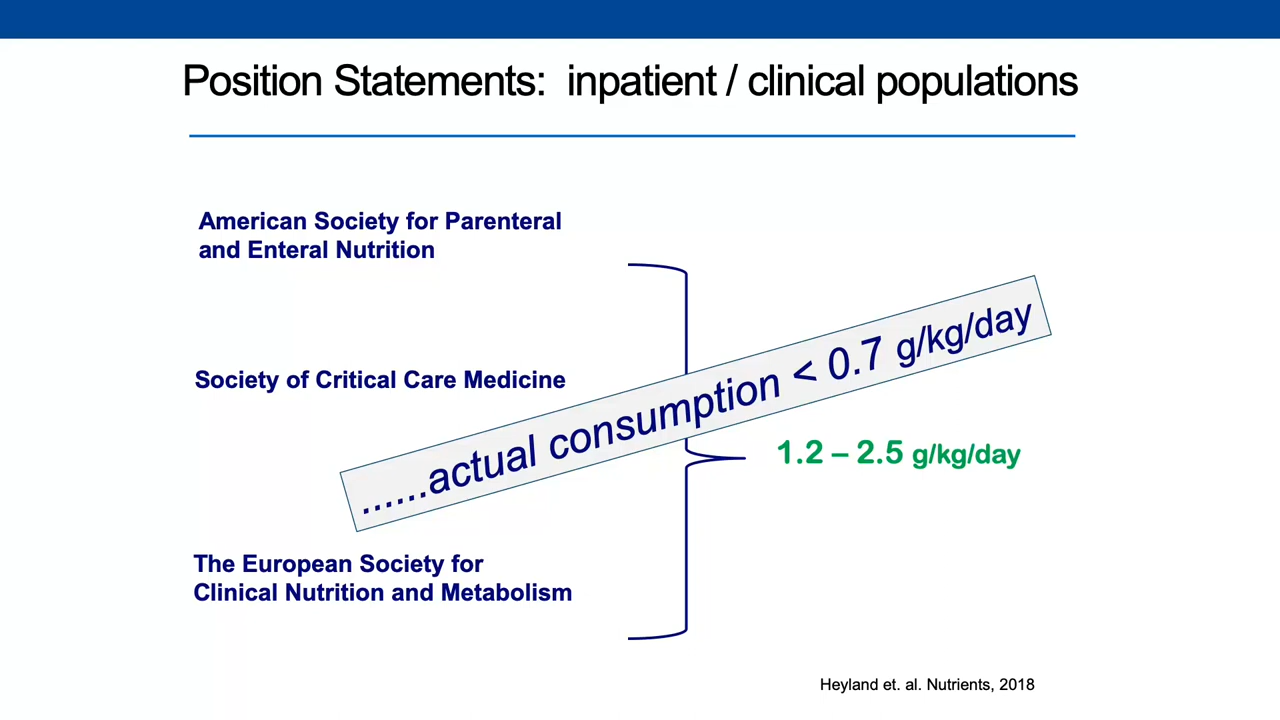 Position Statements: inpatient / clinical populations
American Society for Parenteral
and Enteral Nutrition
Society of Critical Care Medicine
......actual consumption < 0.7 g/kg/day
1.2 – 2.5 g/kg/day
The European Society for
Clinical Nutrition and Metabolism
Heyland et. al. Nutrients, 2018